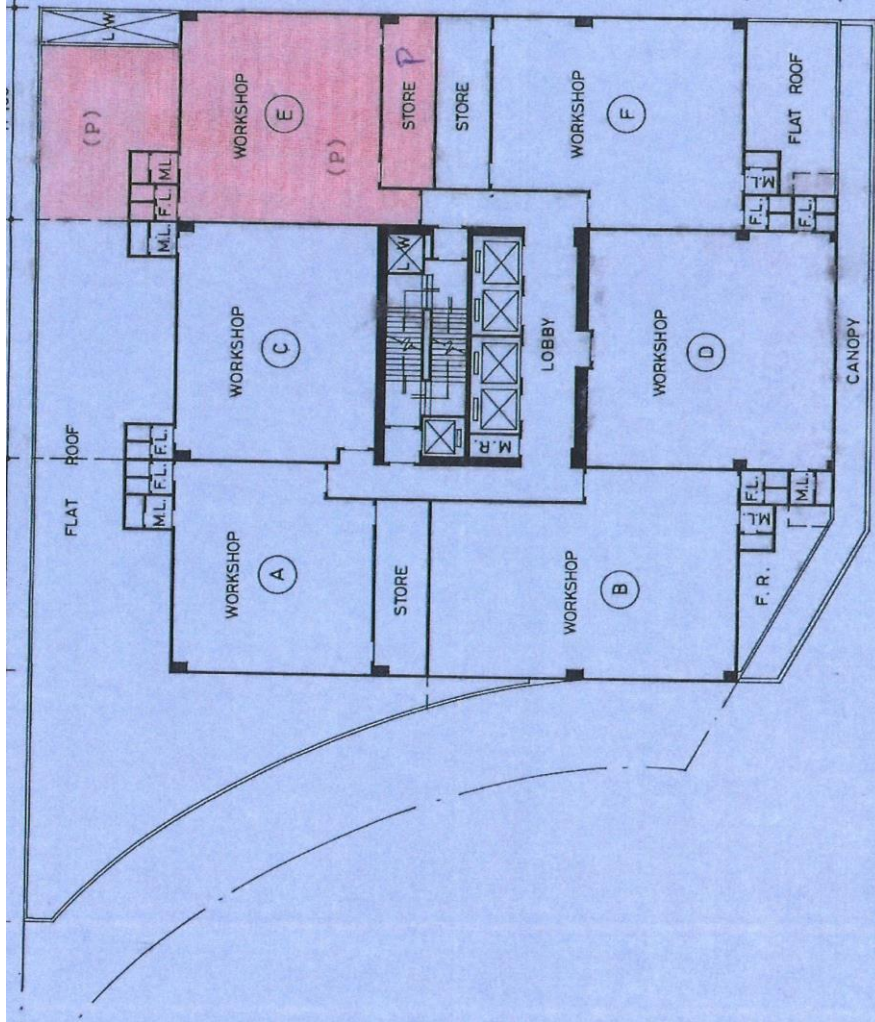 L W
(P)
WORKSHOP
E
(P)
STORE
P
STORE
WORKSHOP
F
FLAT ROOF
M.L.
F.L.
M.L.
M.L.
F.L.
F.L.
L W
WORKSHOP
C
LOBBY
WORKSHOP
D
CANOPY
M.R.
FLAT ROOF
F.L.
F.L.
M.L.
F.L.
M.L.
M.L.
WORKSHOP
A
STORE
WORKSHOP
B
F. R.